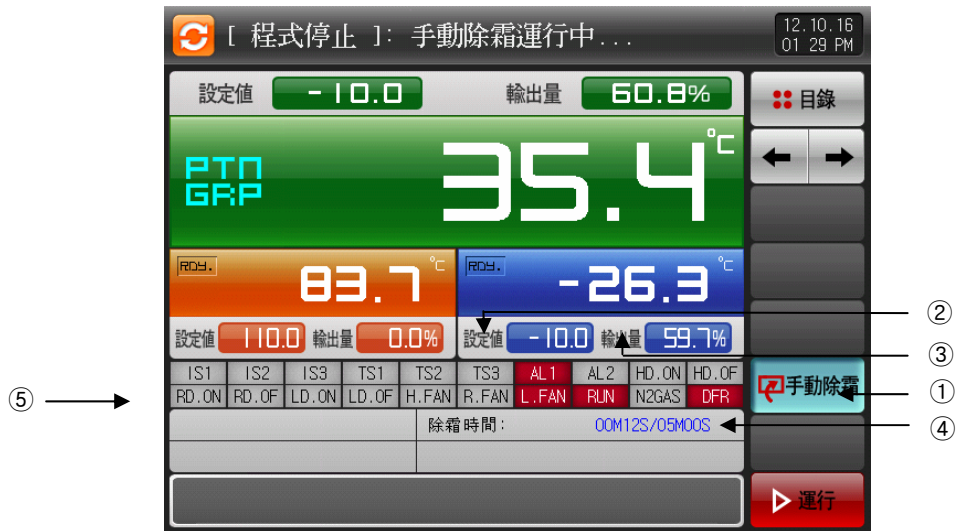 [ 程式停止 ]: 手動除霜運行中...
12.10.16
01 29 PM
設定值 -10.0 輸出量 60.8%
目錄
PTN
GRP
35.4 ℃
← →
RDY. 83.7 ℃
RDY. -26.3 ℃
設定值 110.0 輸出量 0.0%
設定值 -10.0 輸出量 59.7%
②
③
IS1 IS2 IS3 TS1 TS2 TS3 AL1 AL2 HD.ON HD.OF
RD.ON RD.OF LD.ON LD.OF H.FAN R.FAN L.FAN RUN N2GAS DFR
手動除霜
①
⑤
除霜時間: 00M12S/05M00S
④
運行